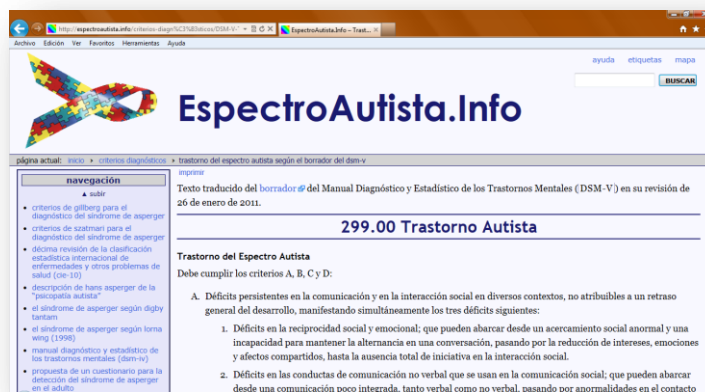 http://espectroautista.info/criterios-diagn%C3%B3sticos/DSM-V/
EspectroAutista.Info – Trast...
Archivo Edición Ver Favoritos Herramientas Ayuda
ayuda etiquetas mapa
BUSCAR
EspectroAutista.Info
página actual: inicio ▸ criterios diagnósticos ▸ trastorno del espectro autista según el borrador del dsm-v
navegación
▲ subir
• criterios de gillberg para el
diagnóstico del síndrome de asperger
• criterios de szatmari para el
diagnóstico del síndrome de asperger
• décima revisión de la clasificación
estadística internacional de
enfermedades y otros problemas de
salud (cie-10)
• descripción de hans asperger de la
"psicopatía autista"
• el síndrome de asperger según digby
tantam
• el síndrome de asperger según lorna
wing (1998)
• manual diagnóstico y estadístico de
los trastornos mentales (dsm-iv)
• propuesta de un cuestionario para la
detección del síndrome de asperger
en el adulto
imprimir
Texto traducido del borrador del Manual Diagnóstico y Estadístico de los Trastornos Mentales (DSM-V) en su revisión de
26 de enero de 2011.
299.00 Trastorno Autista
Trastorno del Espectro Autista
Debe cumplir los criterios A, B, C y D:
A. Déficits persistentes en la comunicación y en la interacción social en diversos contextos, no atribuibles a un retraso
general del desarrollo, manifestando simultáneamente los tres déficits siguientes:
1. Déficits en la reciprocidad social y emocional; que pueden abarcar desde un acercamiento social anormal y una
incapacidad para mantener la alternancia en una conversación, pasando por la reducción de intereses, emociones
y afectos compartidos, hasta la ausencia total de iniciativa en la interacción social.
2. Déficits en las conductas de comunicación no verbal que se usan en la comunicación social; que pueden abarcar
desde una comunicación poco integrada, tanto verbal como no verbal, pasando por anormalidades en el contacto